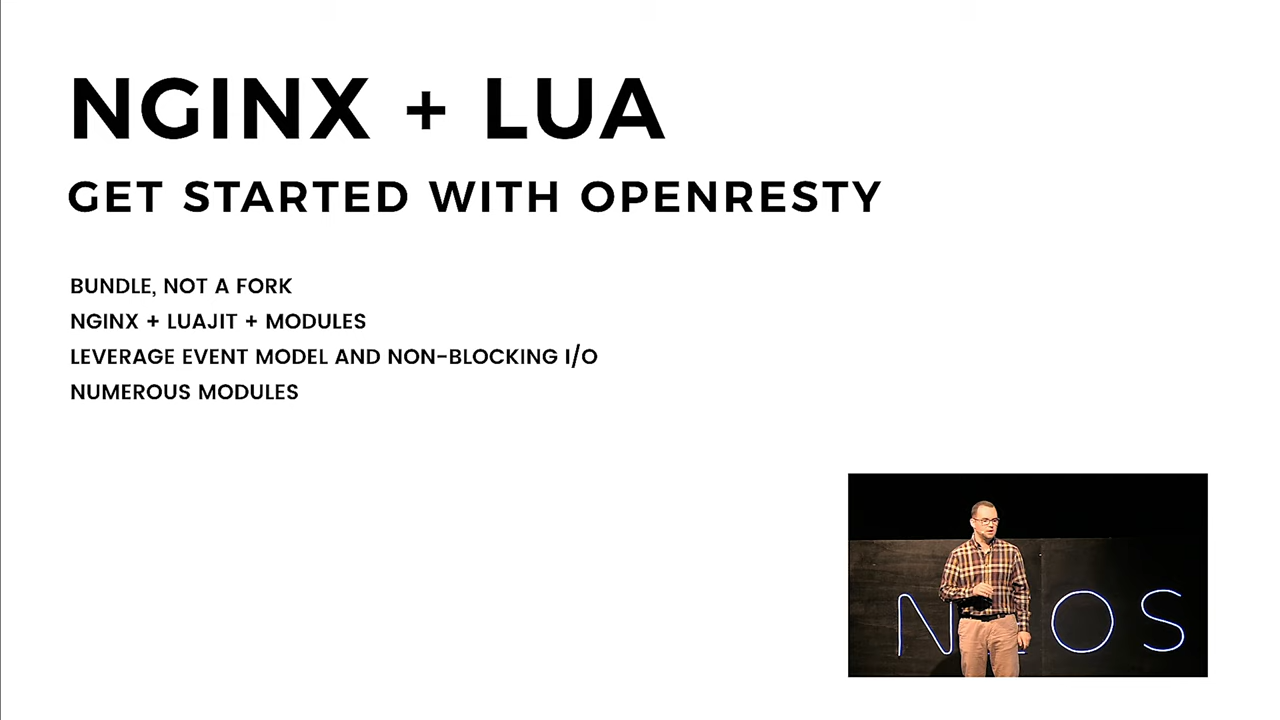 NGINX + LUA
GET STARTED WITH OPENRESTY
BUNDLE, NOT A FORK
NGINX + LUAJIT + MODULES
LEVERAGE EVENT MODEL AND NON-BLOCKING I/O
NUMEROUS MODULES
N OS